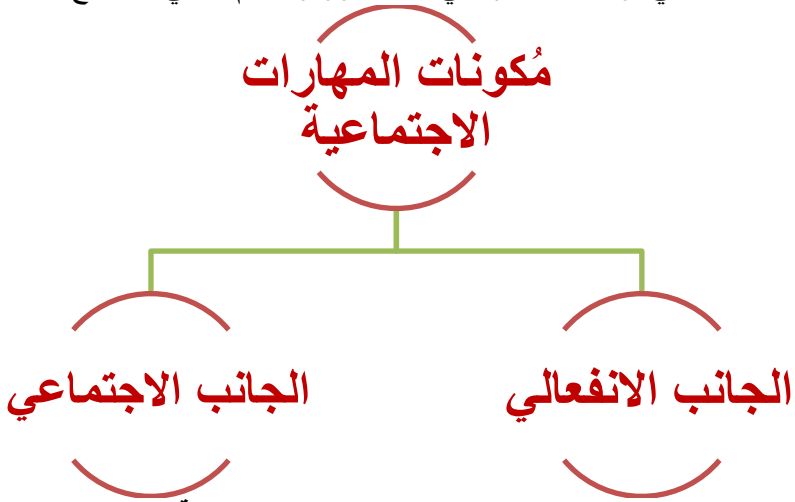 مُكونات المهارات
الاجتماعية
الجانب الانفعالي
الجانب الاجتماعي